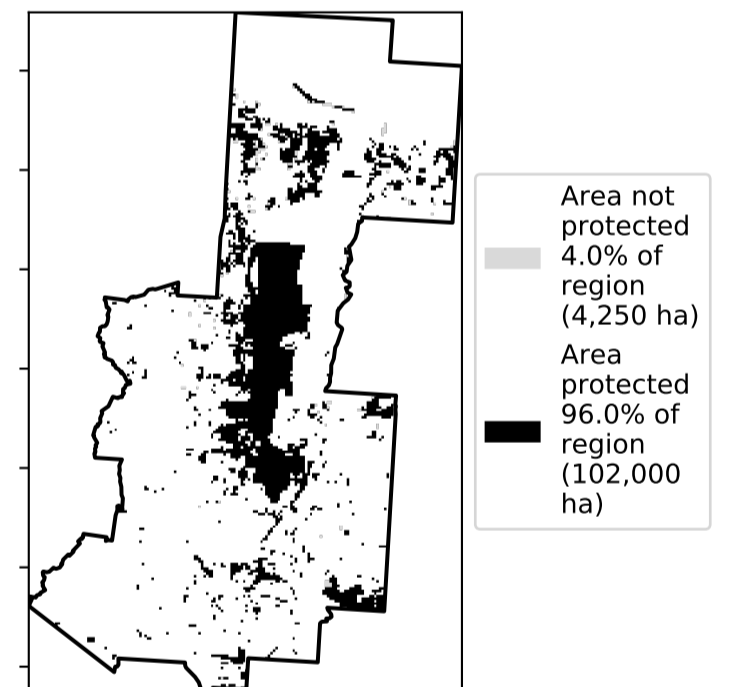 Area not
protected
4.0% of
region
(4,250 ha)
Area
protected
96.0% of
region
(102,000
ha)